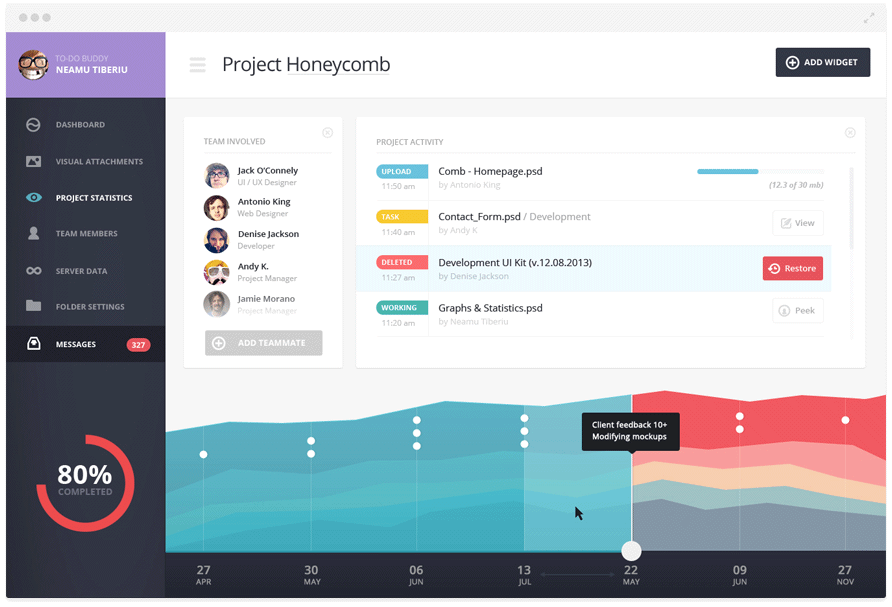 TO-DO BUDDY
NEAMU TIBERIU
DASHBOARD
VISUAL ATTACHMENTS
PROJECT STATISTICS
TEAM MEMBERS
SERVER DATA
FOLDER SETTINGS
MESSAGES 327
80%
COMPLETED
Project Honeycomb
ADD WIDGET
TEAM INVOLVED
Jack O'Connely
UI / UX Designer
Antonio King
Web Designer
Denise Jackson
Developer
Andy K.
Project Manager
Jamie Morano
Project Manager
ADD TEAMMATE
PROJECT ACTIVITY
UPLOAD Comb - Homepage.psd
11:50 am by Antonio King (12.3 of 30 mb)
TASK Contact_Form.psd / Development View
11:40 am by Andy K
DELETED Development UI Kit (v.12.08.2013) Restore
11:27 am by Denise Jackson
WORKING Graphs & Statistics.psd Peek
11:20 am by Neamu Tiberiu
Client feedback 10+
Modifying mockups
27 30 06 13 22 09 27
APR MAY JUN JUL MAY JUN NOV